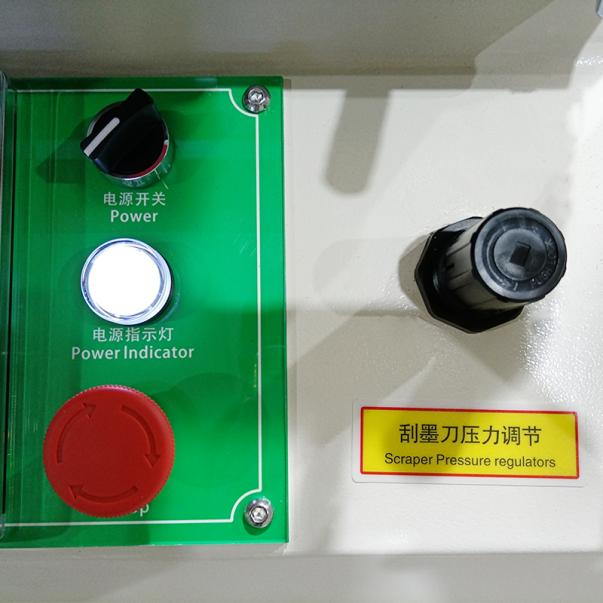 电源开关
Power
电源指示灯
Power Indicator
刮墨刀压力调节
Scraper Pressure regulators